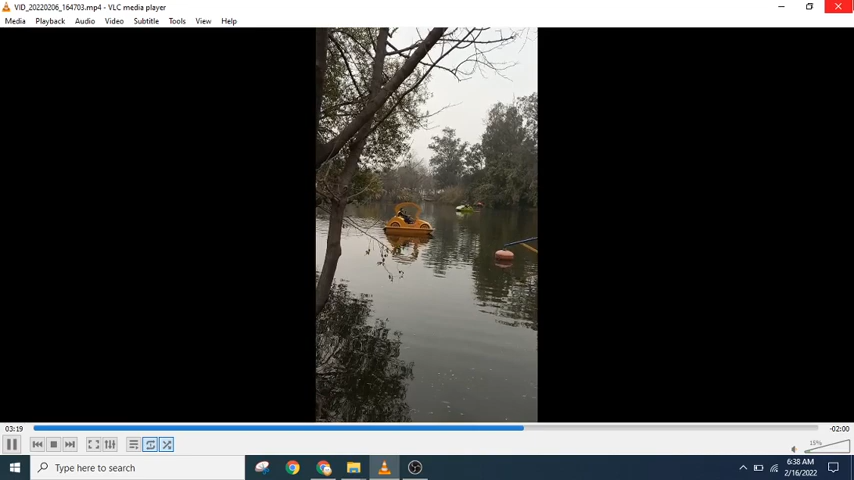 VID_20220206_164703.mp4 - VLC media player
Media Playback Audio Video Subtitle Tools View Help
03:19 -02:00
15%
Type here to search
6:38 AM
2/16/2022